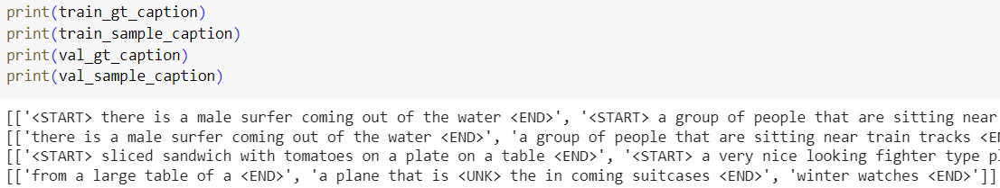 print(train_gt_caption)
print(train_sample_caption)
print(val_gt_caption)
print(val_sample_caption)
[['<START> there is a male surfer coming out of the water <END>', '<START> a group of people that are sitting near
[['there is a male surfer coming out of the water <END>', 'a group of people that are sitting near train tracks
[['<START> sliced sandwich with tomatoes on a plate on a table <END>', '<START> a very nice looking fighter type
[['from a large table of a <END>', 'a plane that is <UNK> the in coming suitcases <END>', 'winter watches <END>']]